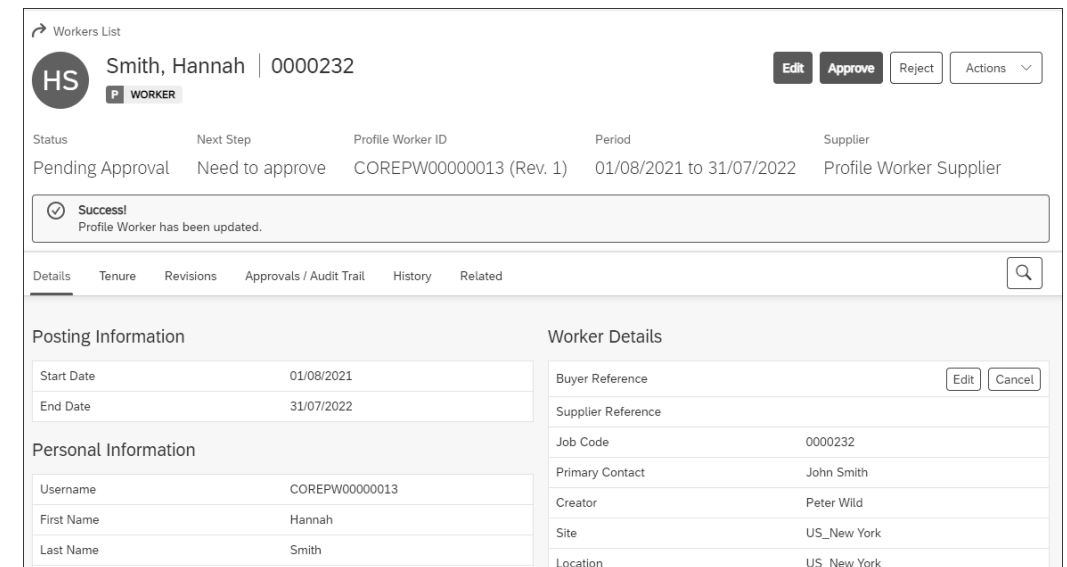 Workers List
HS
Smith, Hannah | 0000232
P WORKER
Edit Approve Reject Actions
Status Next Step Profile Worker ID Period Supplier
Pending Approval Need to approve COREPW00000013 (Rev. 1) 01/08/2021 to 31/07/2022 Profile Worker Supplier
Success!
Profile Worker has been updated.
Details Tenure Revisions Approvals / Audit Trail History Related
Posting Information
Start Date 01/08/2021
End Date 31/07/2022
Personal Information
Username COREPW00000013
First Name Hannah
Last Name Smith
Worker Details
Buyer Reference Edit Cancel
Supplier Reference
Job Code 0000232
Primary Contact John Smith
Creator Peter Wild
Site US_New York
Location US_New York